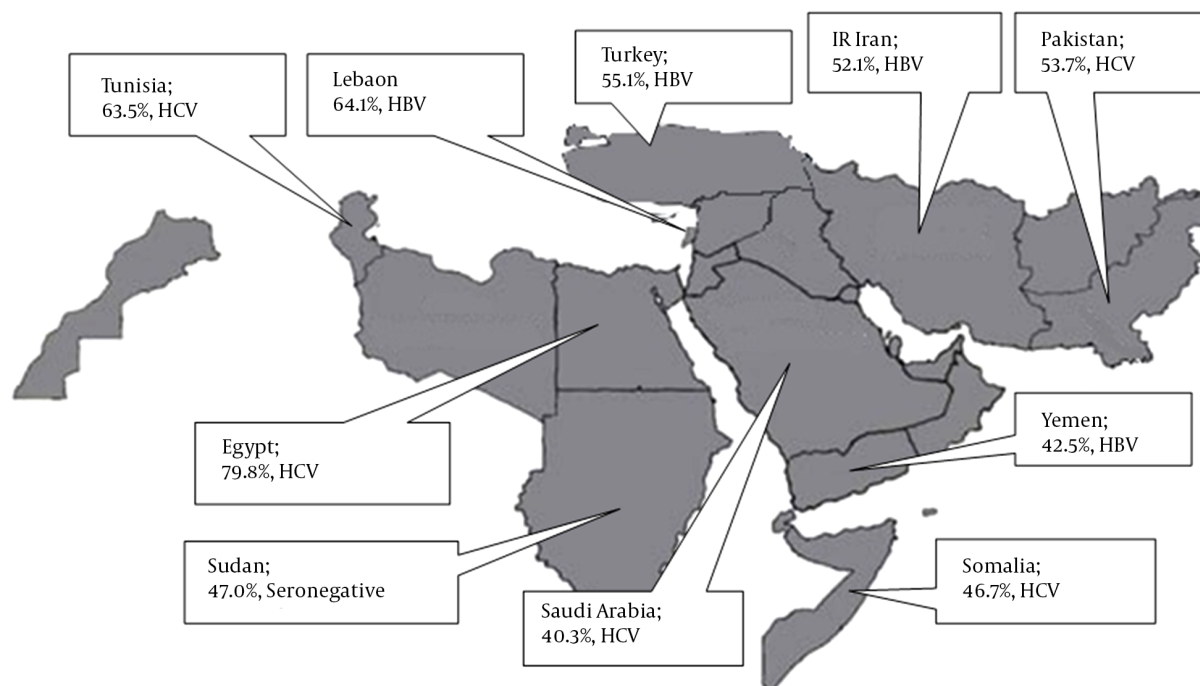 Tunisia;
63.5%, HCV
Lebaon
64.1%, HBV
Turkey;
55.1%, HBV
IR Iran;
52.1%, HBV
Pakistan;
53.7%, HCV
Egypt;
79.8%, HCV
Yemen;
42.5%, HBV
Sudan;
47.0%, Seronegative
Saudi Arabia;
40.3%, HCV
Somalia;
46.7%, HCV